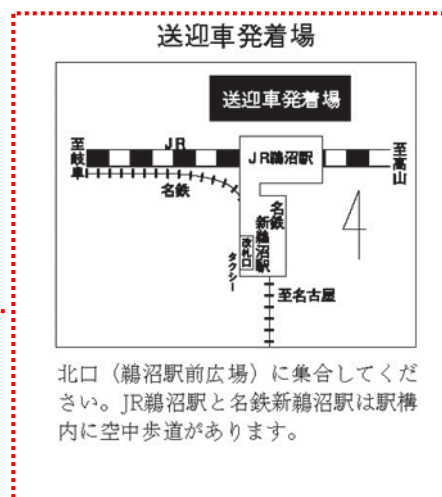 送迎車発着場
送迎車発着場
至岐阜
JR
JR鵜沼駅
至高山
名鉄
名鉄
新鵜沼駅
改札口
タクシー
至名古屋
北口（鵜沼駅前広場）に集合してくだ
さい。JR鵜沼駅と名鉄新鵜沼駅は駅構
内に空中歩道があります。